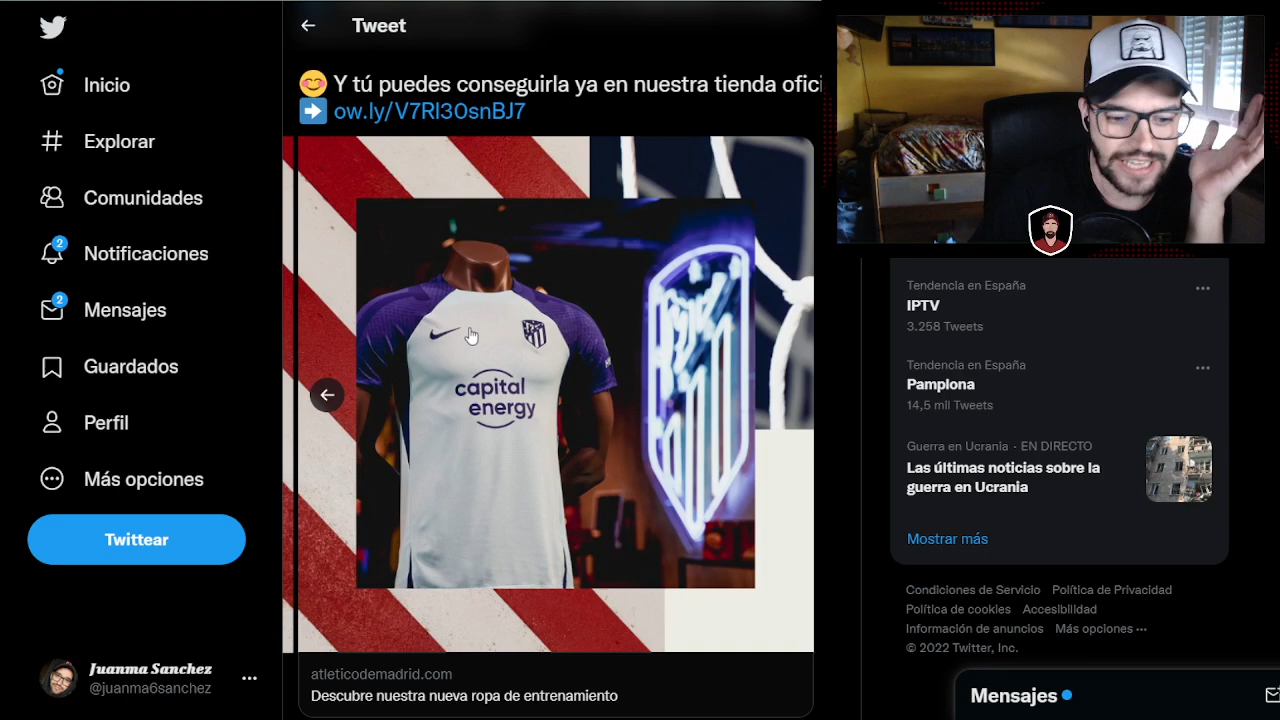 Tweet
Inicio
Explorar
Comunidades
2
Notificaciones
2
Mensajes
Guardados
Perfil
Más opciones
Twittear
Juanma Sanchez
@juanma6sanchez
Y tú puedes conseguirla ya en nuestra tienda ofici
ow.ly/V7RI30snBJ7
capital
energy
atleticodemadrid.com
Descubre nuestra nueva ropa de entrenamiento
Tendencia en España
IPTV
3.258 Tweets
Tendencia en España
Pamplona
14,5 mil Tweets
Guerra en Ucrania · EN DIRECTO
Las últimas noticias sobre la
guerra en Ucrania
Mostrar más
Condiciones de Servicio Política de Privacidad
Política de cookies Accesibilidad
Información de anuncios Más opciones ···
© 2022 Twitter, Inc.
Mensajes